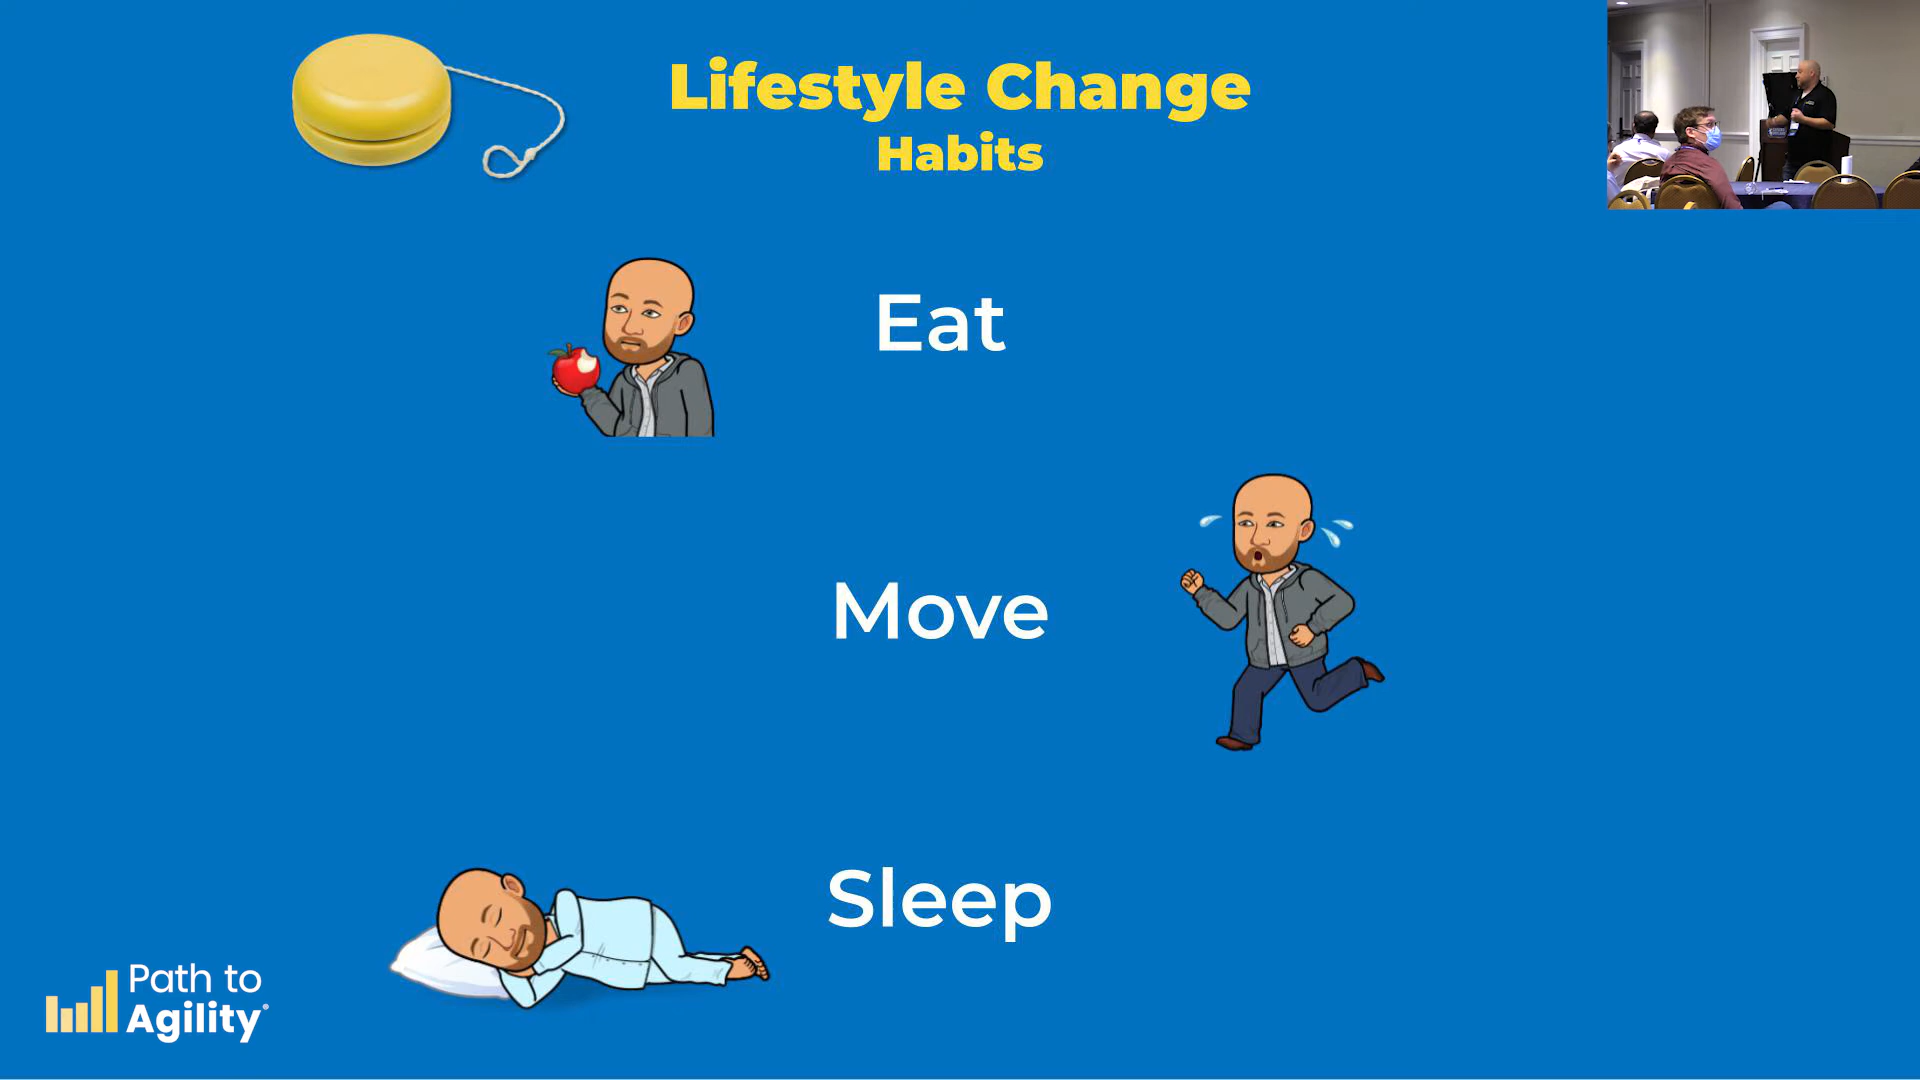 Lifestyle Change
Habits
Eat
Move
Sleep
Path to
Agility®